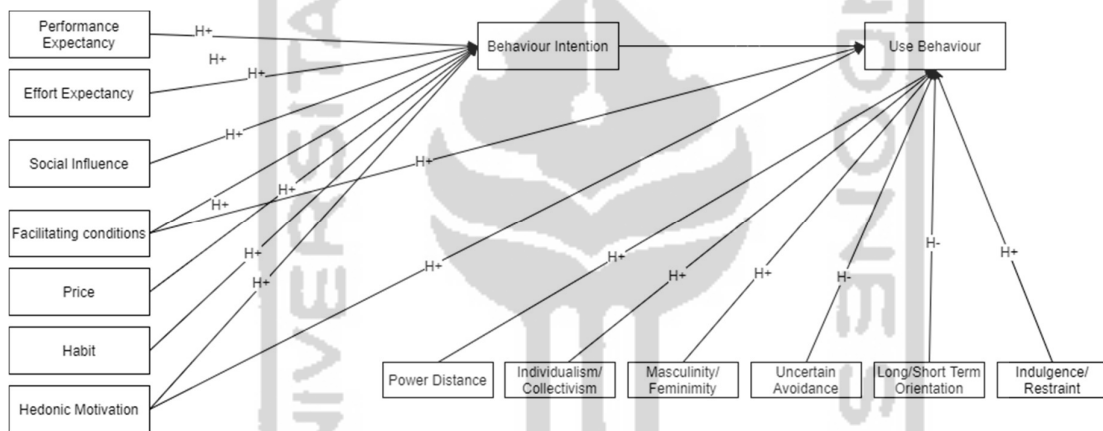 Performance
Expectancy
H+
Behaviour Intention
Use Behaviour
H+
Effort Expectancy
H+
Social Influence
H+
H+
H+
Facilitating conditions
H+
Price
H+
H+
H+
Habit
Hedonic Motivation
H+
H+
H+
H-
H-
H+
Power Distance
Individualism/
Collectivism
Masculinity/
Feminimity
Uncertain
Avoidance
Long/Short Term
Orientation
Indulgence/
Restraint